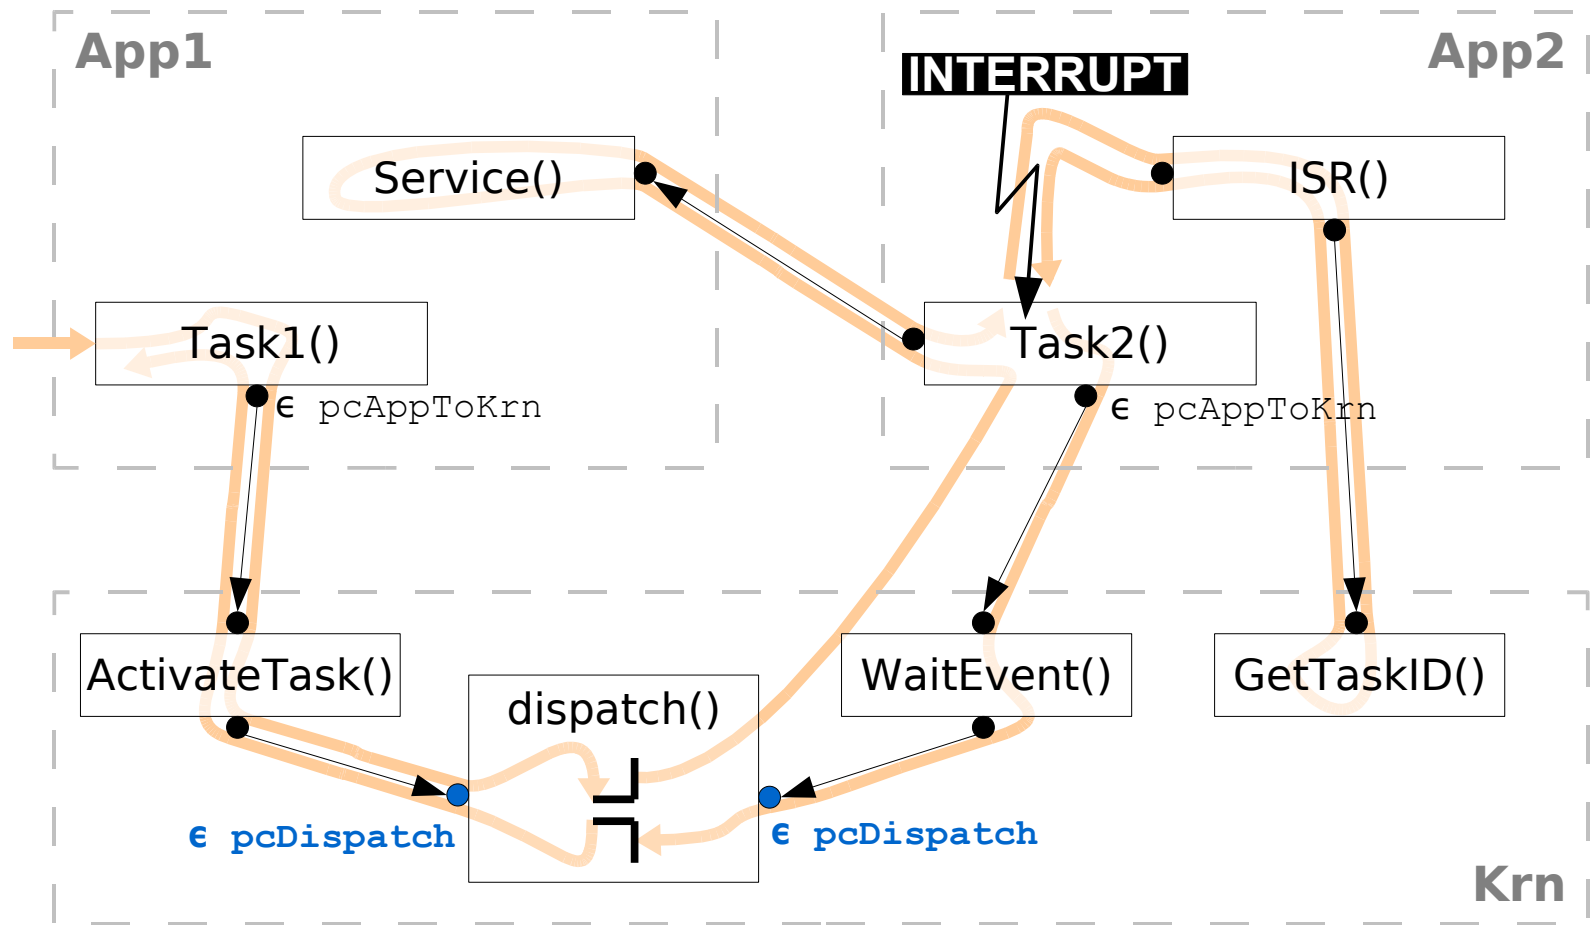 App1
App2
INTERRUPT
Service()
ISR()
Task1()
Task2()
ϵ pcAppToKrn
ϵ pcAppToKrn
ActivateTask()
WaitEvent()
GetTaskID()
dispatch()
ϵ pcDispatch
ϵ pcDispatch
Krn